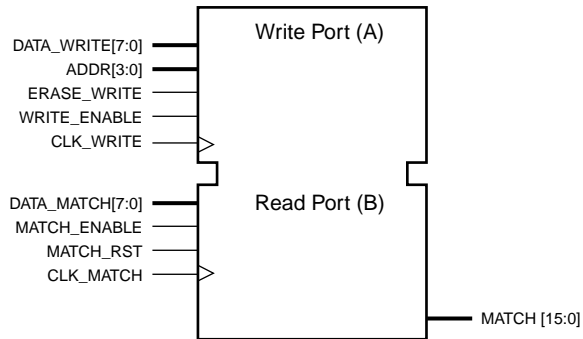 Write Port (A)
DATA_WRITE[7:0]
ADDR[3:0]
ERASE_WRITE
WRITE_ENABLE
CLK_WRITE
Read Port (B)
DATA_MATCH[7:0]
MATCH_ENABLE
MATCH_RST
CLK_MATCH
MATCH [15:0]